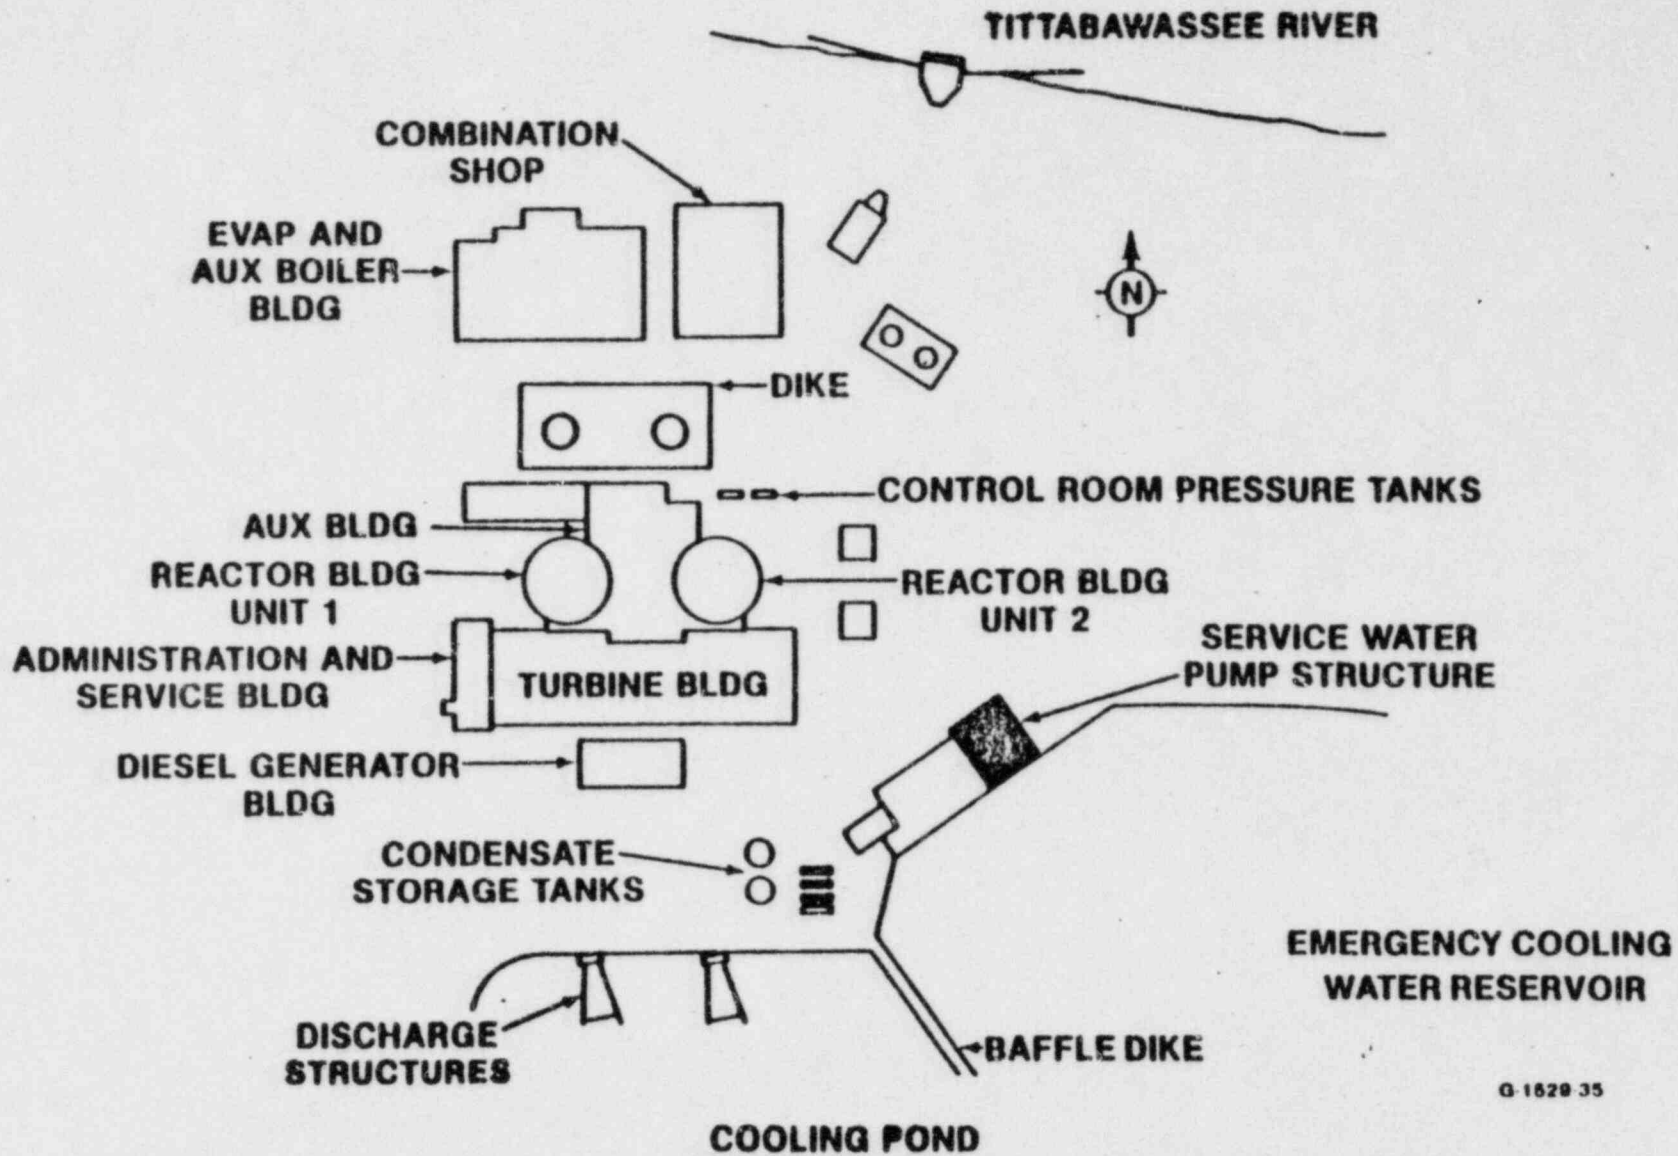 TITTABAWASSEE RIVER
COMBINATION
SHOP
EVAP AND
AUX BOILER
BLDG
N
DIKE
CONTROL ROOM PRESSURE TANKS
AUX BLDG
REACTOR BLDG
UNIT 1
REACTOR BLDG
UNIT 2
ADMINISTRATION AND
SERVICE BLDG
TURBINE BLDG
SERVICE WATER
PUMP STRUCTURE
DIESEL GENERATOR
BLDG
CONDENSATE
STORAGE TANKS
EMERGENCY COOLING
WATER RESERVOIR
DISCHARGE
STRUCTURES
BAFFLE DIKE
G-1629-35
COOLING POND